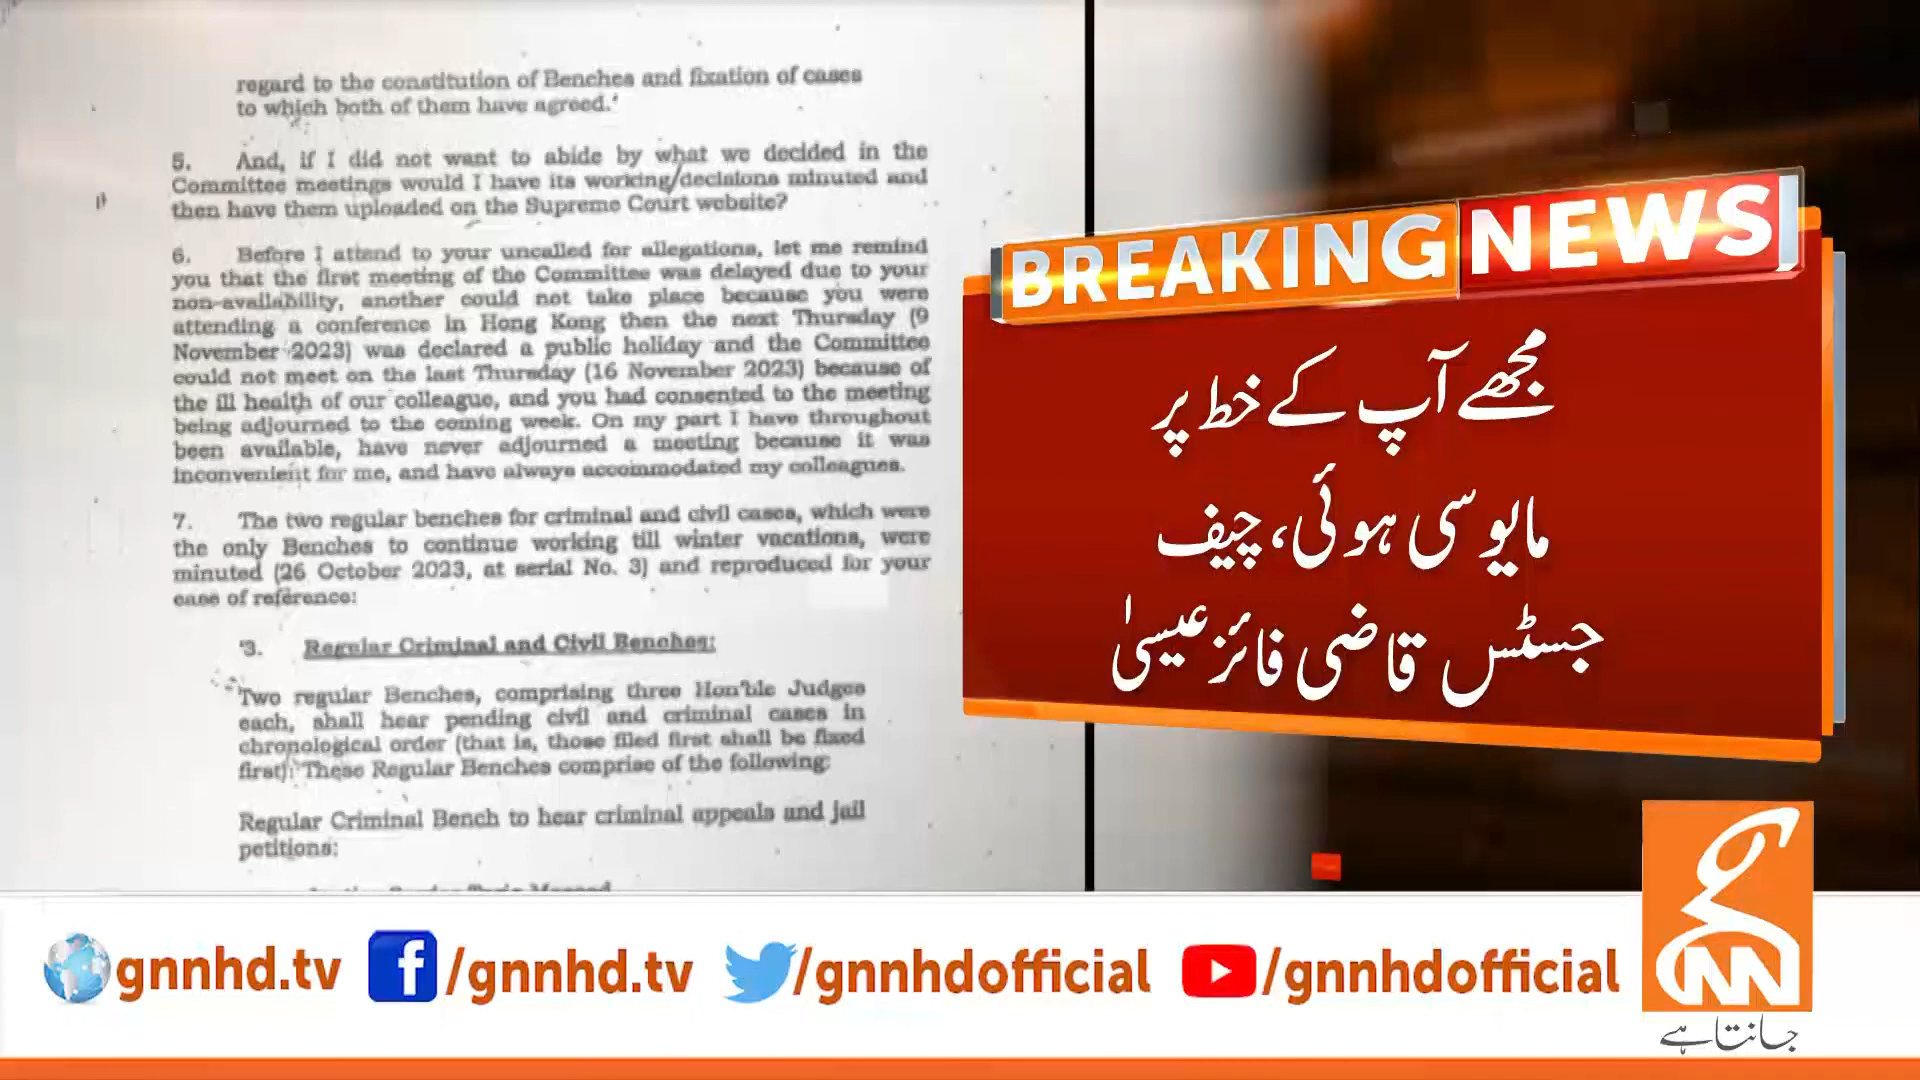 regard to the constitution of Benches and fixation of cases
to which both of them have agreed.'
5. And, if I did not want to abide by what we decided in the
Committee meetings would I have its working/decisions minuted and
then have them uploaded on the Supreme Court website?
6. Before I attend to your uncalled for allegations, let me remind
you that the first meeting of the Committee was delayed due to your
non-availability, another could not take place because you were
attending a conference in Hong Kong then the next Thursday (9
November 2023) was declared a public holiday and the Committee
could not meet on the last Thursday (16 November 2023) because of
the ill health of our colleague, and you had consented to the meeting
being adjourned to the coming week. On my part I have throughout
been available, have never adjourned a meeting because it was
inconvenient for me, and have always accommodated my colleagues.
7. The two regular benches for criminal and civil cases, which were
the only Benches to continue working till winter vacations, were
minuted (26 October 2023, at serial No. 3) and reproduced for your
ease of reference:
'3. Regular Criminal and Civil Benches:
Two regular Benches, comprising three Hon'ble Judges
each, shall hear pending civil and criminal cases in
chronological order (that is, those filed first shall be fixed
first). These Regular Benches comprise of the following:
Regular Criminal Bench to hear criminal appeals and jail
petitions:
BREAKING NEWS
مجھے آپ کے خط پر
مایوسی ہوئی، چیف
جسٹس قاضی فائز عیسیٰ
gnnhd.tv /gnnhd.tv /gnnhdofficial /gnnhdofficial
GNN
جانتا ہے